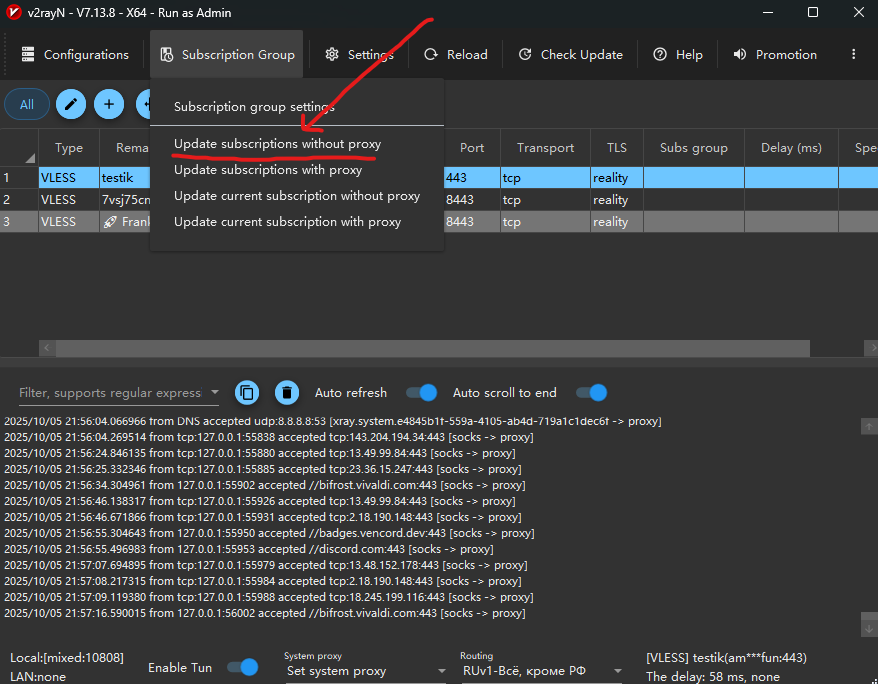 v2rayN - V7.13.8 - X64 - Run as Admin
Configurations Subscription Group Settings Reload Check Update Help Promotion
All
Subscription group settings
Update subscriptions without proxy
Update subscriptions with proxy
Update current subscription without proxy
Update current subscription with proxy
Type Rema Port Transport TLS Subs group Delay (ms) Spe
1 VLESS testik 443 tcp reality
2 VLESS 7vsj75cm 8443 tcp reality
3 VLESS 🚀 Frank 8443 tcp reality
Filter, supports regular express Auto refresh Auto scroll to end
2025/10/05 21:56:04.066966 from DNS accepted udp:8.8.8.8:53 [xray.system.e4845b1f-559a-4105-ab4d-719a1c1dec6f -> proxy]
2025/10/05 21:56:04.269514 from tcp:127.0.0.1:55838 accepted tcp:143.204.194.34:443 [socks -> proxy]
2025/10/05 21:56:24.846135 from tcp:127.0.0.1:55880 accepted tcp:13.49.99.84:443 [socks -> proxy]
2025/10/05 21:56:25.332346 from tcp:127.0.0.1:55885 accepted tcp:23.36.15.247:443 [socks -> proxy]
2025/10/05 21:56:34.304961 from 127.0.0.1:55902 accepted //bifrost.vivaldi.com:443 [socks -> proxy]
2025/10/05 21:56:46.138317 from tcp:127.0.0.1:55926 accepted tcp:13.49.99.84:443 [socks -> proxy]
2025/10/05 21:56:46.671866 from tcp:127.0.0.1:55931 accepted tcp:2.18.190.148:443 [socks -> proxy]
2025/10/05 21:56:55.304643 from 127.0.0.1:55950 accepted //badges.vencord.dev:443 [socks -> proxy]
2025/10/05 21:56:55.496983 from 127.0.0.1:55953 accepted //discord.com:443 [socks -> proxy]
2025/10/05 21:57:07.694895 from tcp:127.0.0.1:55979 accepted tcp:13.48.152.178:443 [socks -> proxy]
2025/10/05 21:57:08.217315 from tcp:127.0.0.1:55984 accepted tcp:2.18.190.148:443 [socks -> proxy]
2025/10/05 21:57:09.119380 from tcp:127.0.0.1:55988 accepted tcp:18.245.199.116:443 [socks -> proxy]
2025/10/05 21:57:16.590015 from 127.0.0.1:56002 accepted //bifrost.vivaldi.com:443 [socks -> proxy]
Local:[mixed:10808]
LAN:none
Enable Tun
System proxy
Set system proxy
Routing
RUv1-Всё, кроме РФ
[VLESS] testik(am***fun:443)
The delay: 58 ms, none